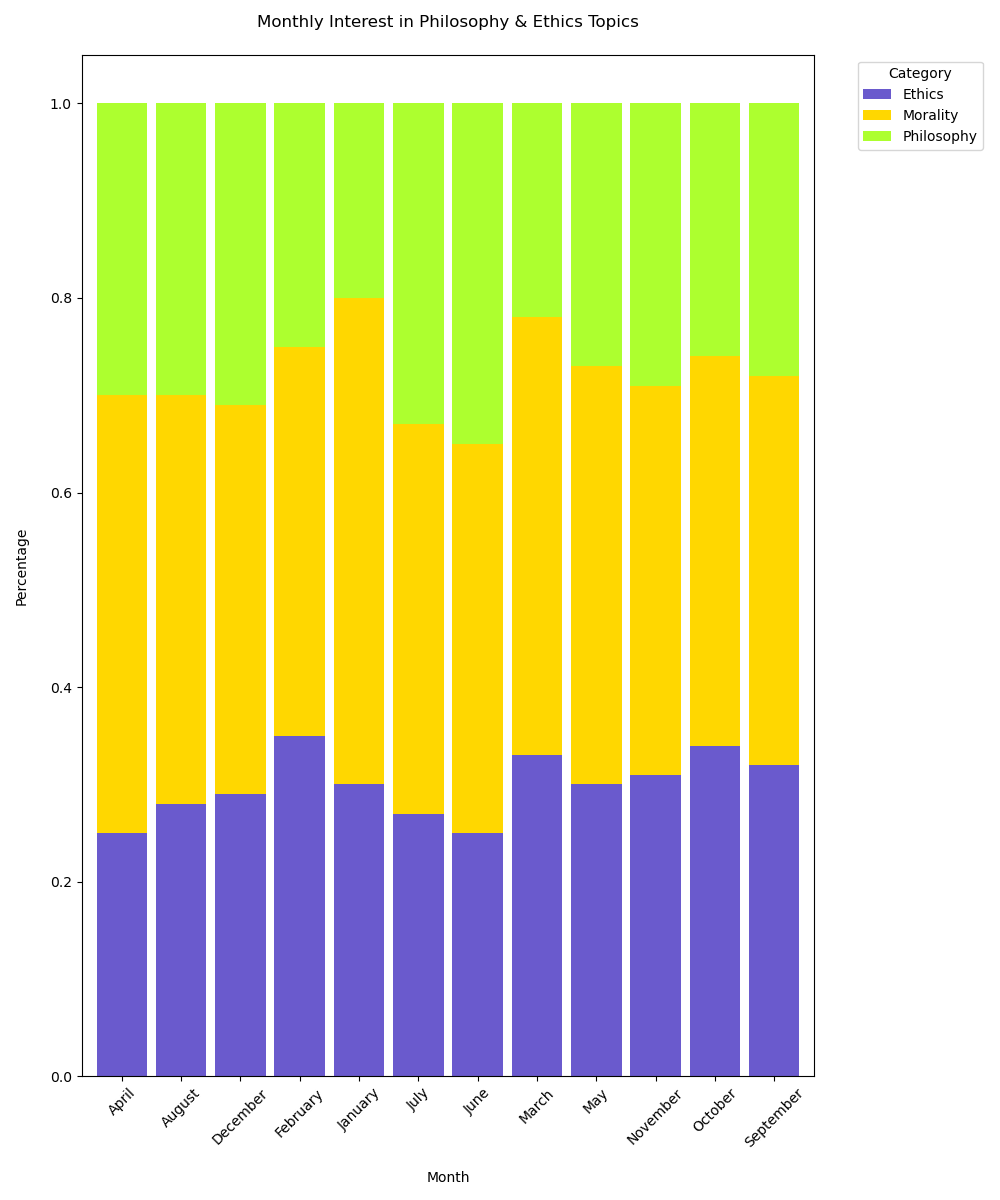 Monthly Interest in Philosophy & Ethics Topics
Category
Ethics
Morality
Philosophy
Percentage
1.0
0.8
0.6
0.4
0.2
0.0
April
August
December
February
January
July
June
March
May
November
October
September
Month